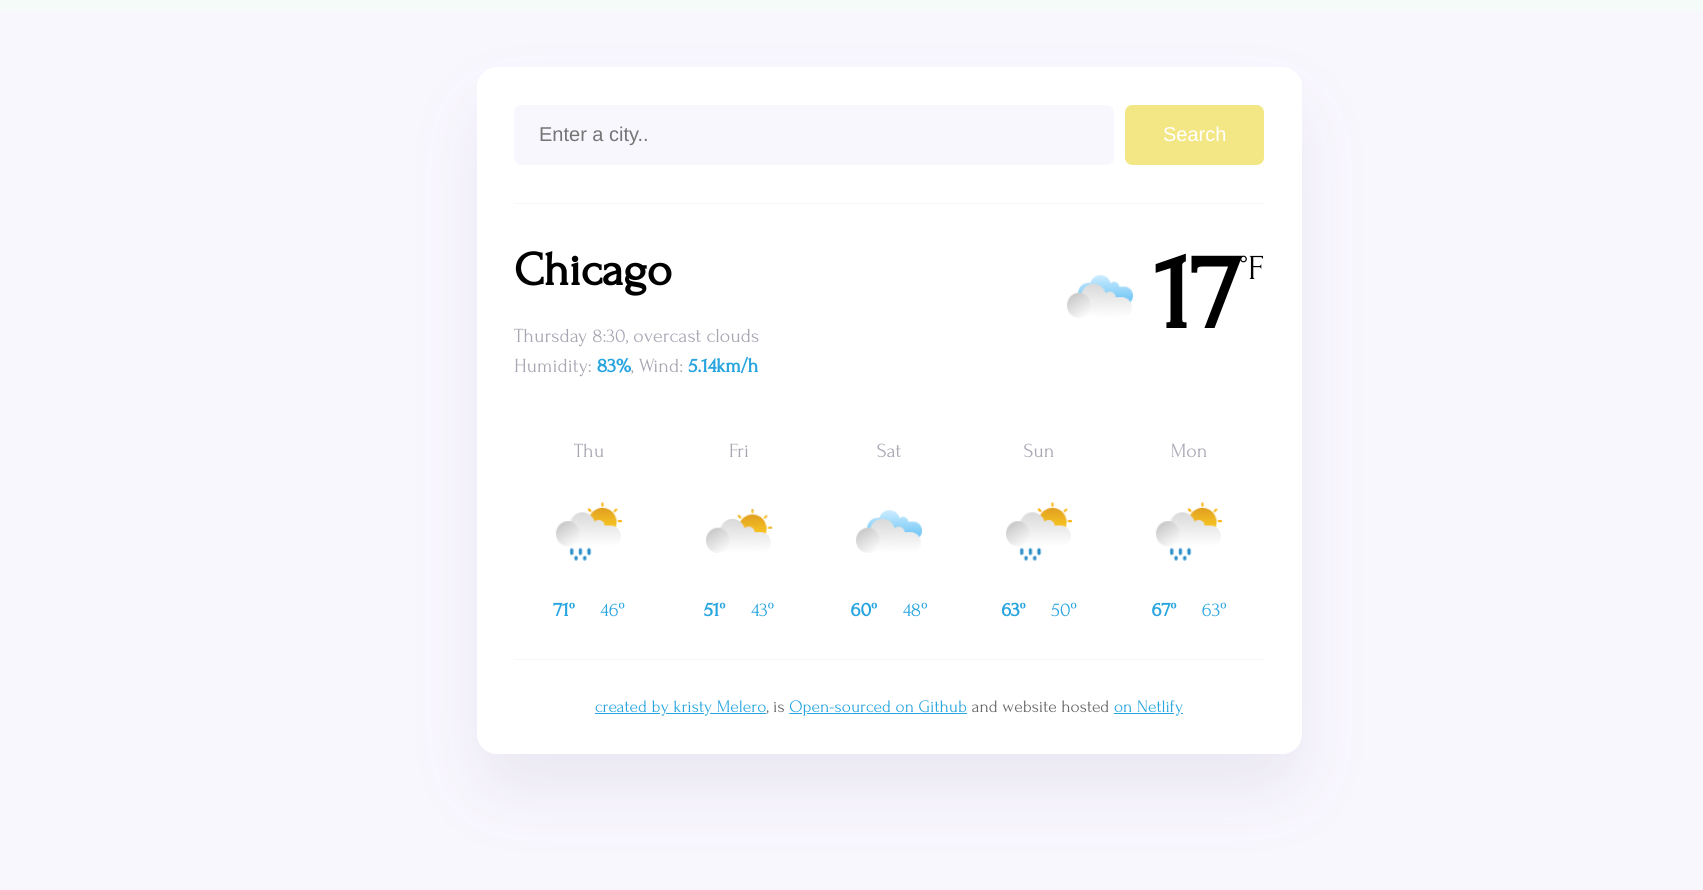 Enter a city..
Search
Chicago
17°F
Thursday 8:30, overcast clouds
Humidity: 83%, Wind: 5.14km/h
Thu Fri Sat Sun Mon
71° 46° 51° 43° 60° 48° 63° 50° 67° 63°
created by kristy Melero, is Open-sourced on Github and website hosted on Netlify